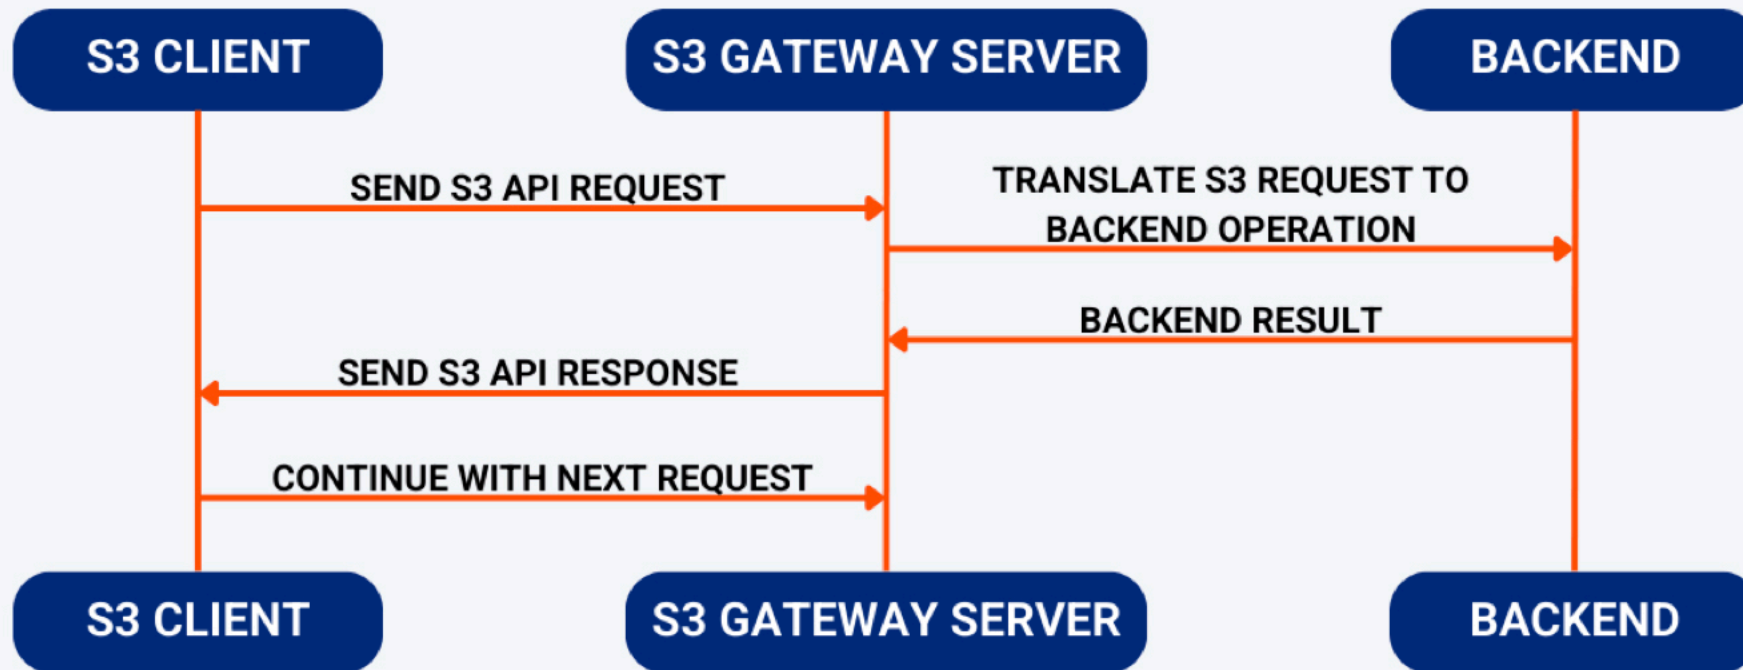 S3 CLIENT
S3 GATEWAY SERVER
BACKEND
SEND S3 API REQUEST
TRANSLATE S3 REQUEST TO
BACKEND OPERATION
BACKEND RESULT
SEND S3 API RESPONSE
CONTINUE WITH NEXT REQUEST
S3 CLIENT
S3 GATEWAY SERVER
BACKEND